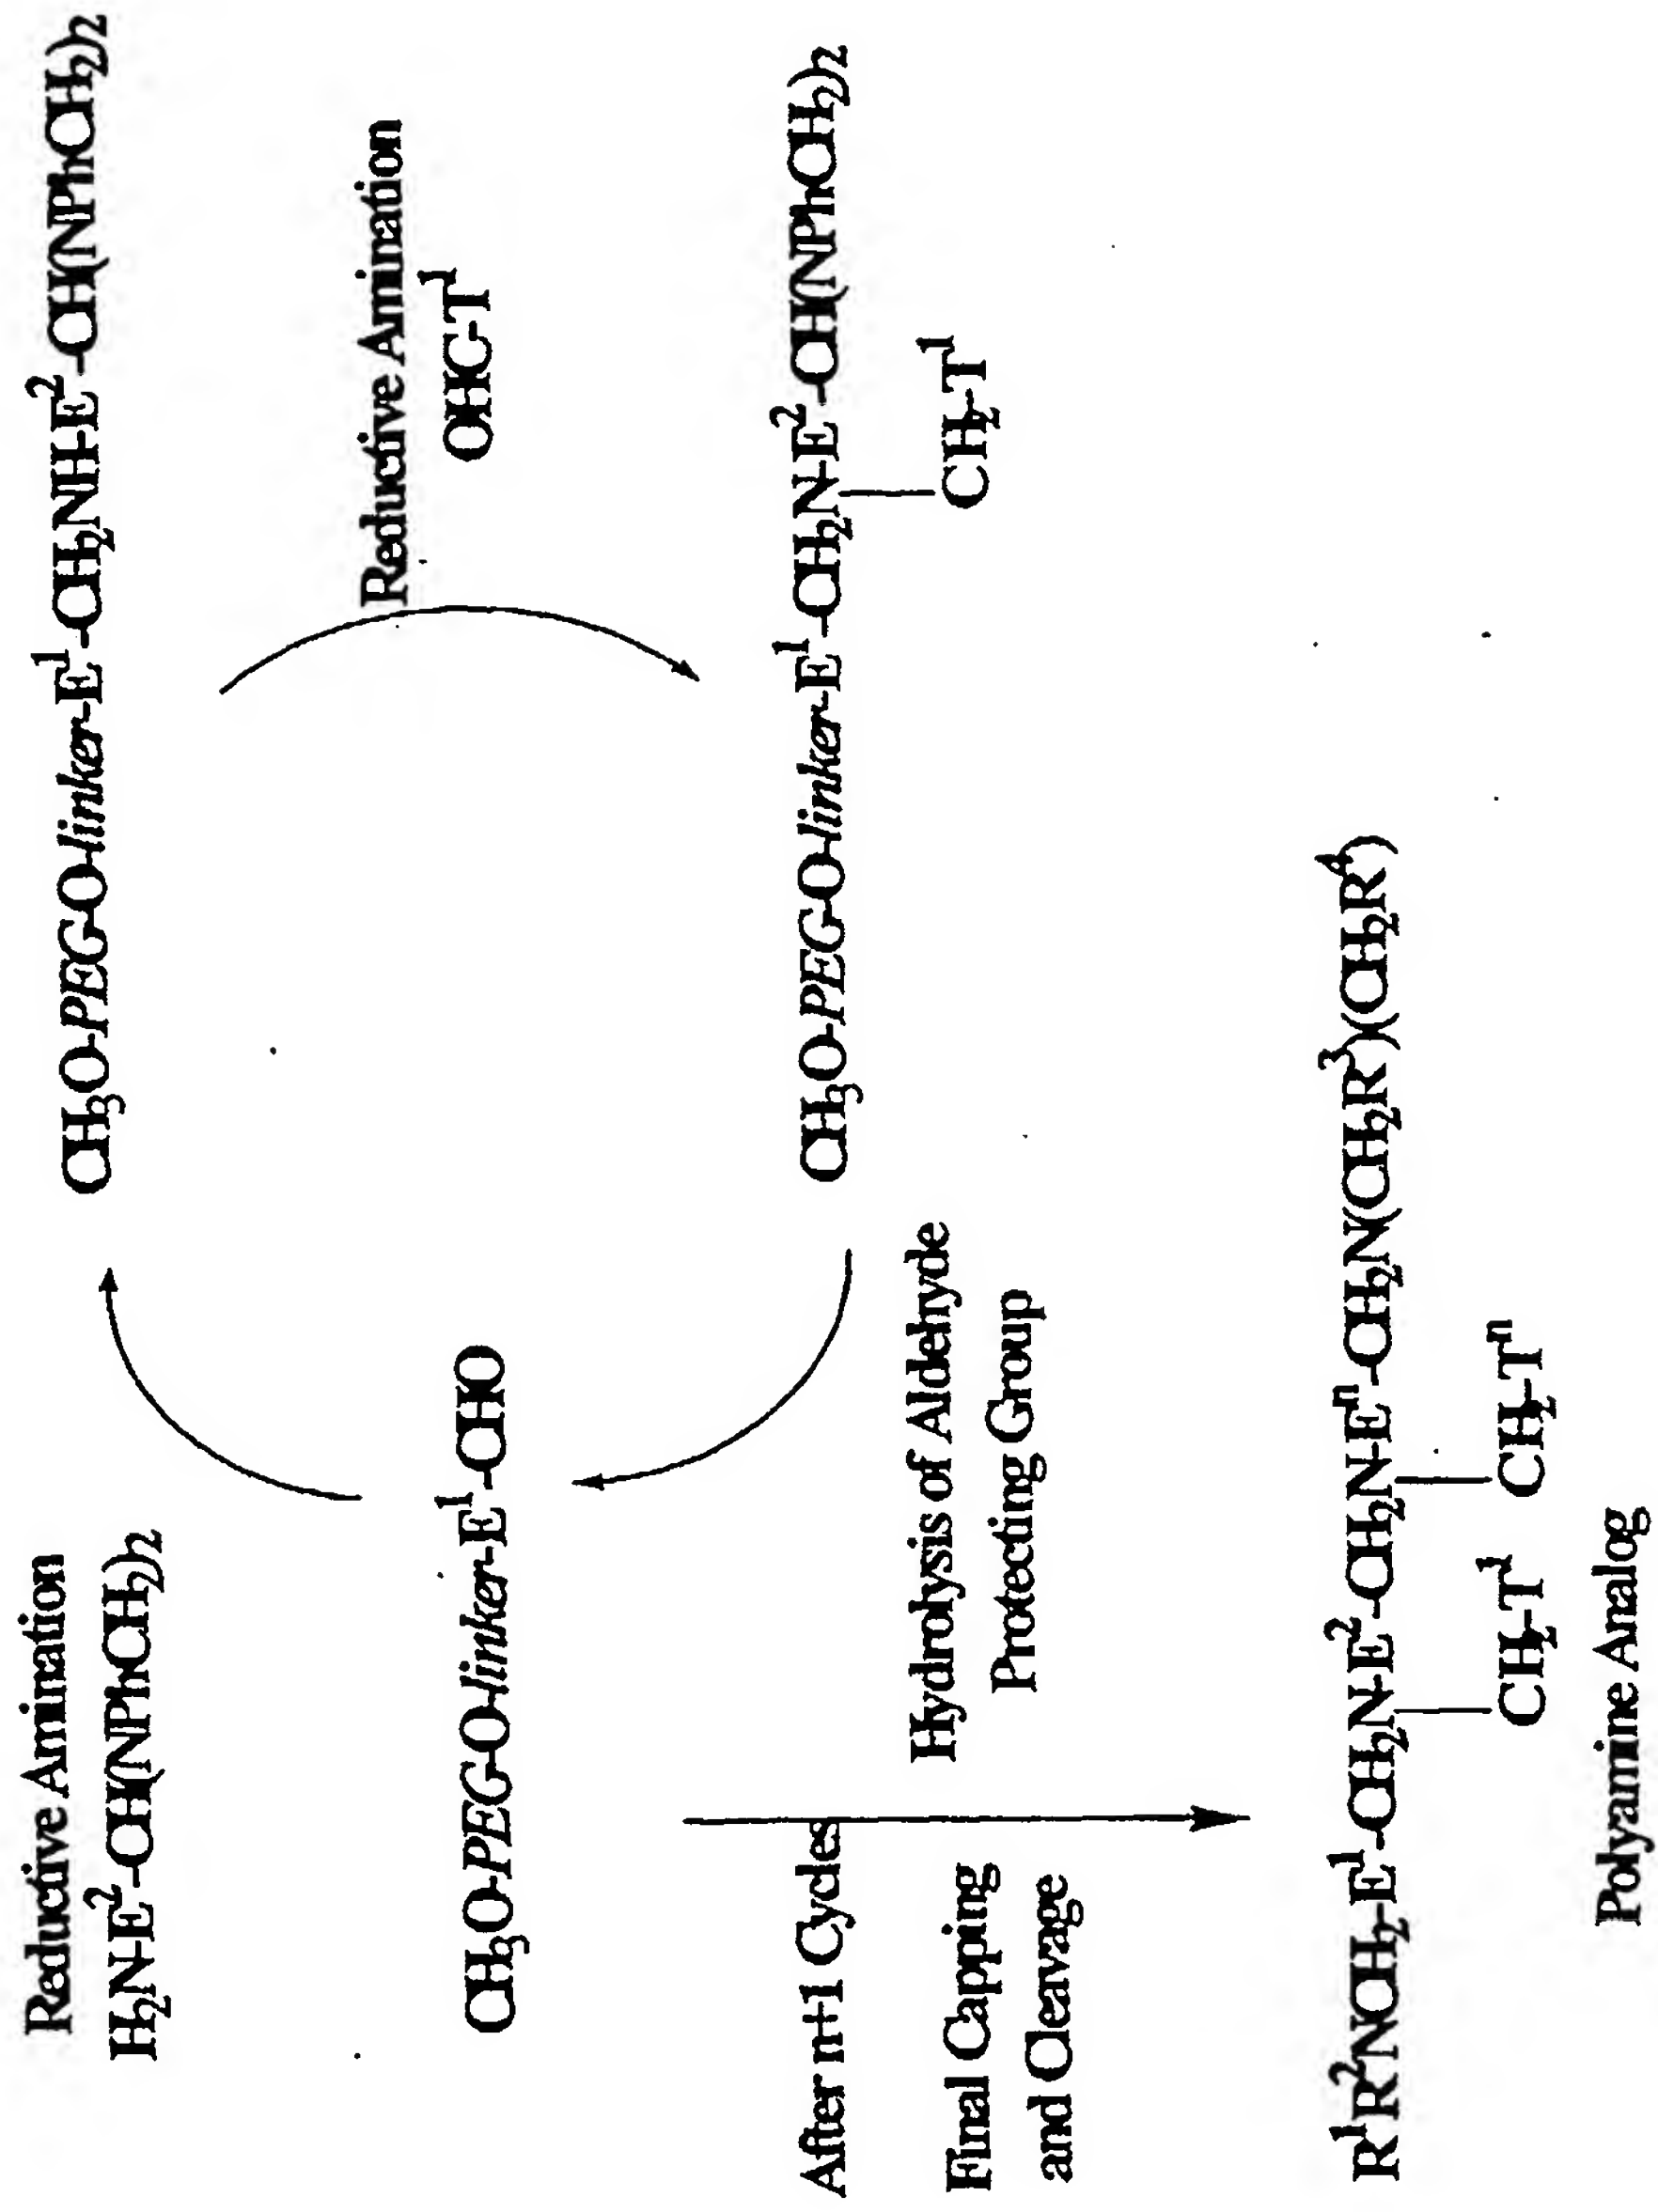 Reductive Amination
H₂N-E²-CH(NPhCH₂)₂
CH₃O-PEG-O-linker-E¹-CH₂NH-E²-CH(NPhCH₂)₂
CH₃O-PEG-O-linker-E¹-CHO
Reductive Amination
OHC-T¹
CH₃O-PEG-O-linker-E¹-CH₂N-E²-CH(NPhCH₂)₂
CH₂-T¹
Hydrolysis of Aldehyde
Protecting Group
After n+1 Cycles
Final Capping
and Cleavage
R¹R²NCH₂-E¹-CH₂N-E²-CH₂N-Eⁿ-CH₂N(CH₂R³)(CH₂R⁴)
CH₂-T¹
CH₂-Tⁿ
Polyamine Analog